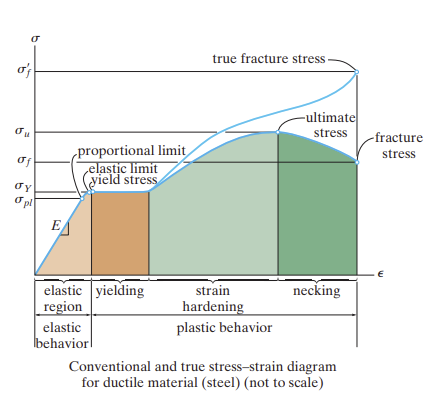 σ
true fracture stress
σ′f
ultimate
stress
σu
fracture
stress
proportional limit
σf
elastic limit
yield stress
σY
σpl
E
ϵ
elastic
region
yielding
strain
hardening
necking
elastic
behavior
plastic behavior
Conventional and true stress–strain diagram
for ductile material (steel) (not to scale)